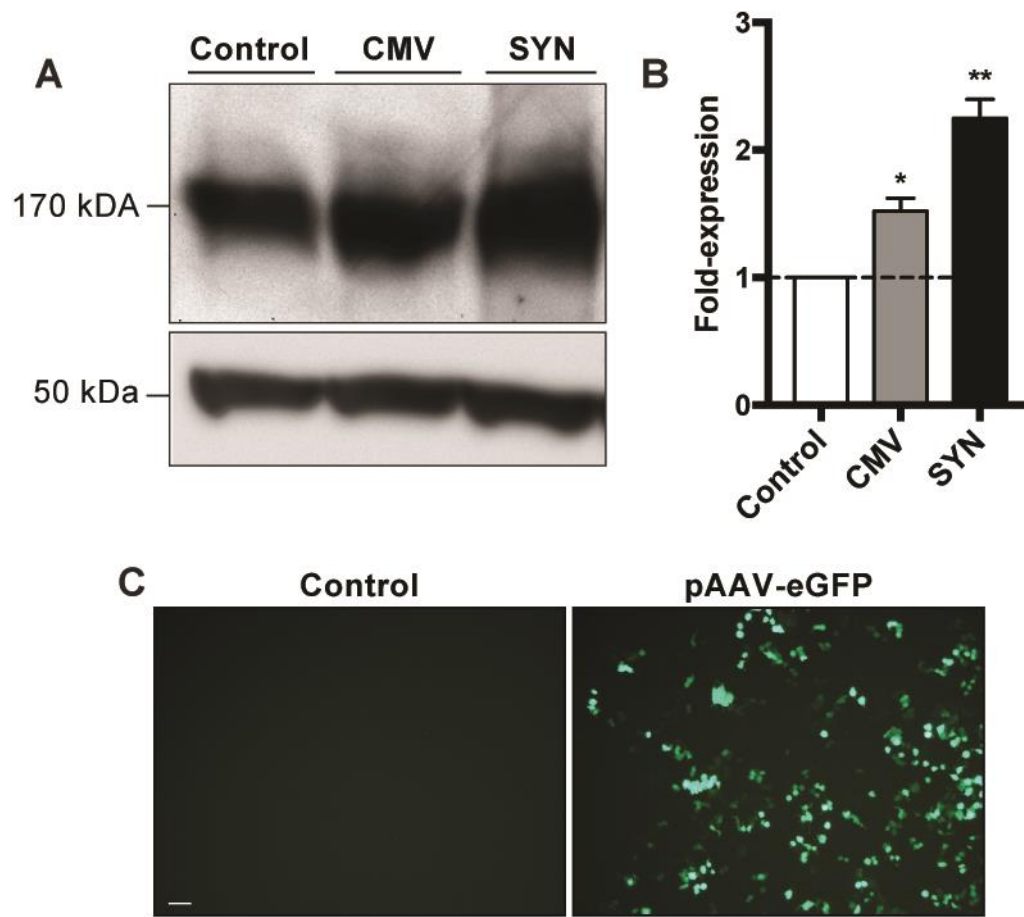 A
Control CMV SYN
170 kDA
50 kDa
B
Fold-expression
3
2
1
0
*
**
Control
CMV
SYN
C
Control pAAV-eGFP